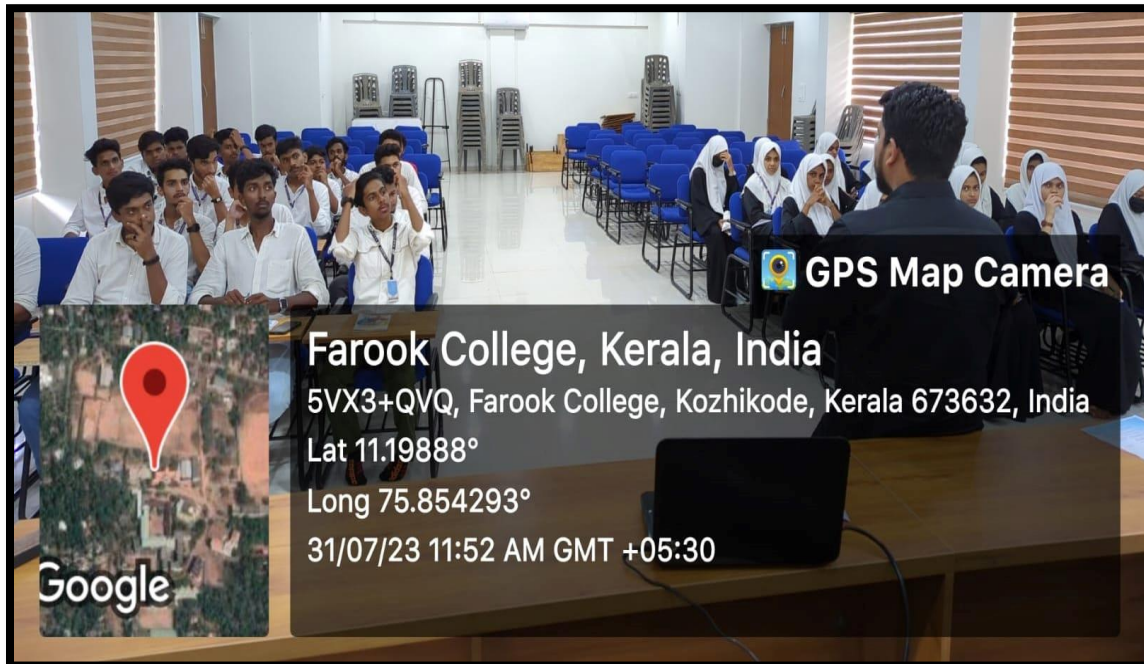 GPS Map Camera
Farook College, Kerala, India
5VX3+QVQ, Farook College, Kozhikode, Kerala 673632, India
Lat 11.19888°
Long 75.854293°
31/07/23 11:52 AM GMT +05:30
Google